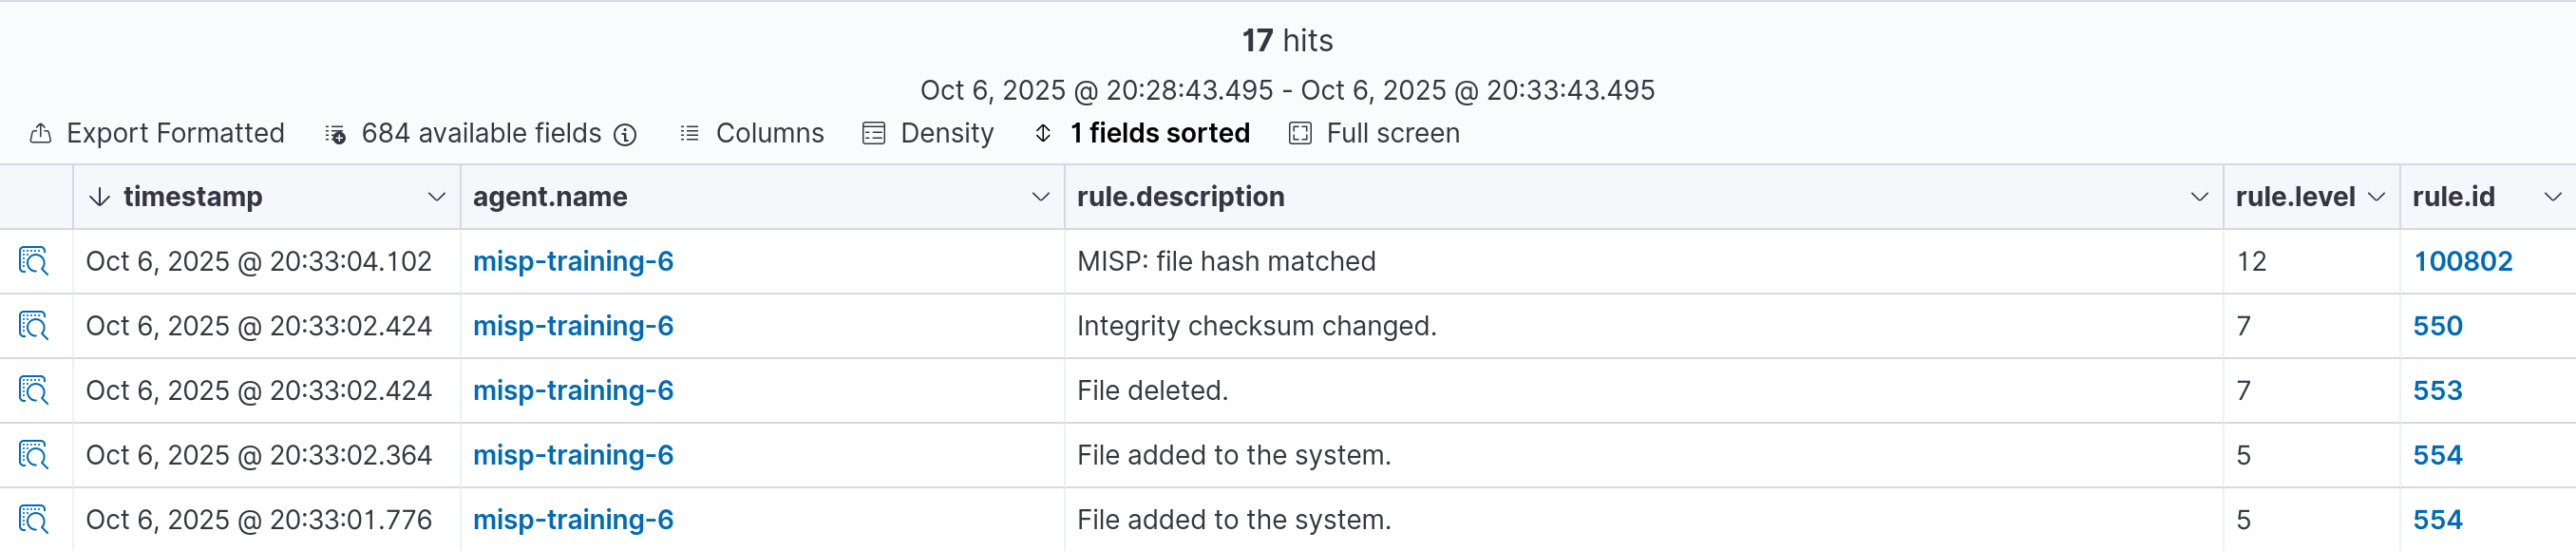 17 hits
Oct 6, 2025 @ 20:28:43.495 - Oct 6, 2025 @ 20:33:43.495
Export Formatted 684 available fields Columns Density 1 fields sorted Full screen
timestamp agent.name rule.description rule.level rule.id
Oct 6, 2025 @ 20:33:04.102 misp-training-6 MISP: file hash matched 12 100802
Oct 6, 2025 @ 20:33:02.424 misp-training-6 Integrity checksum changed. 7 550
Oct 6, 2025 @ 20:33:02.424 misp-training-6 File deleted. 7 553
Oct 6, 2025 @ 20:33:02.364 misp-training-6 File added to the system. 5 554
Oct 6, 2025 @ 20:33:01.776 misp-training-6 File added to the system. 5 554